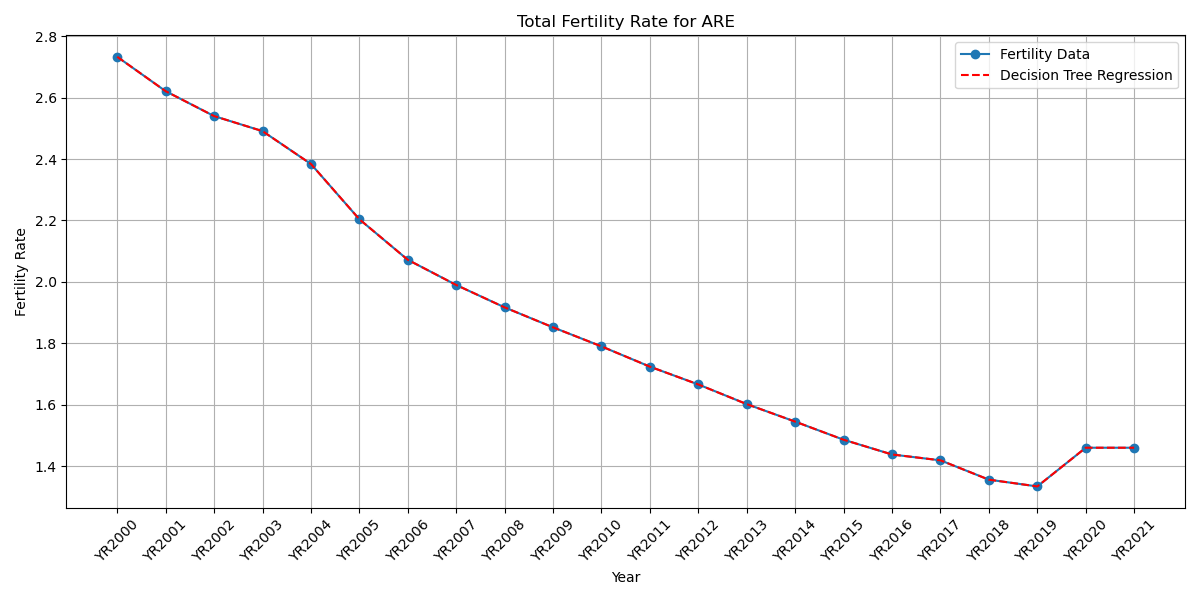 Total Fertility Rate for ARE
Fertility Data
Decision Tree Regression
Fertility Rate
2.8
2.6
2.4
2.2
2.0
1.8
1.6
1.4
YR2000
YR2001
YR2002
YR2003
YR2004
YR2005
YR2006
YR2007
YR2008
YR2009
YR2010
YR2011
YR2012
YR2013
YR2014
YR2015
YR2016
YR2017
YR2018
YR2019
YR2020
YR2021
Year